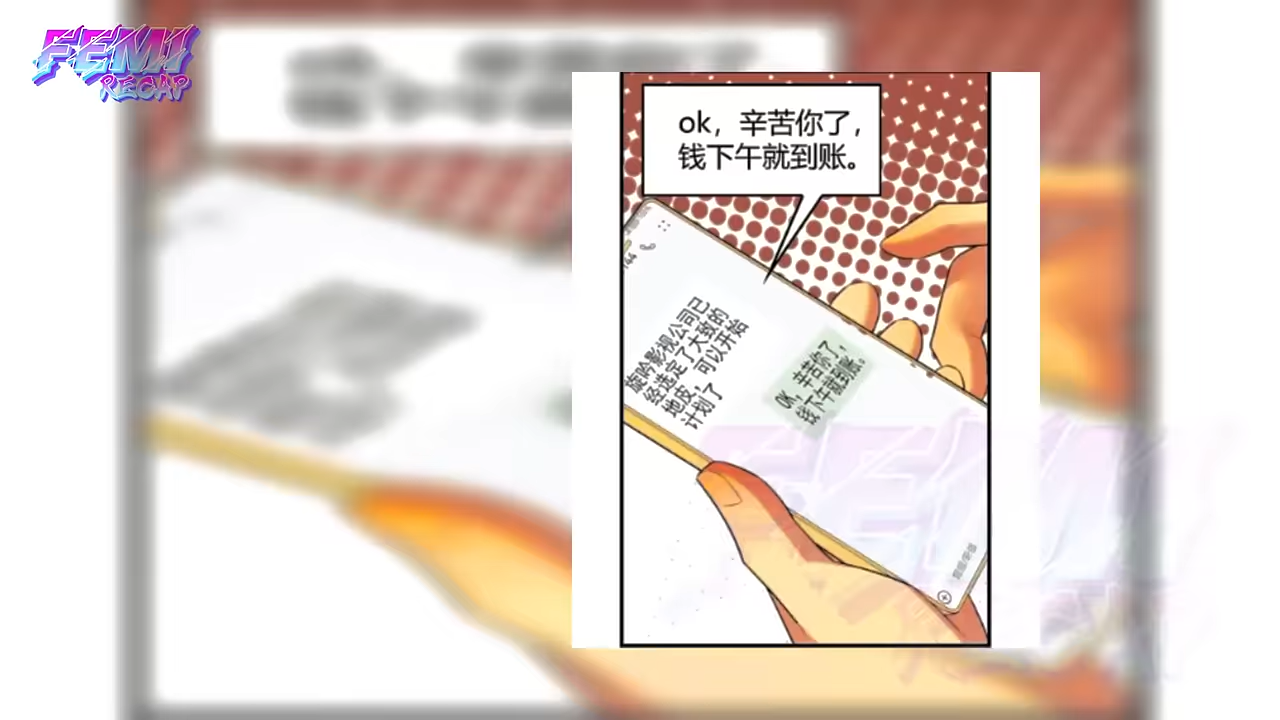 FEMI
RECAP
ok，辛苦你了，
钱下午就到账。
旋吟影视公司已
经选定了大致的
地皮，可以开始
计划了
OK，辛苦你了，
钱下午就到账。